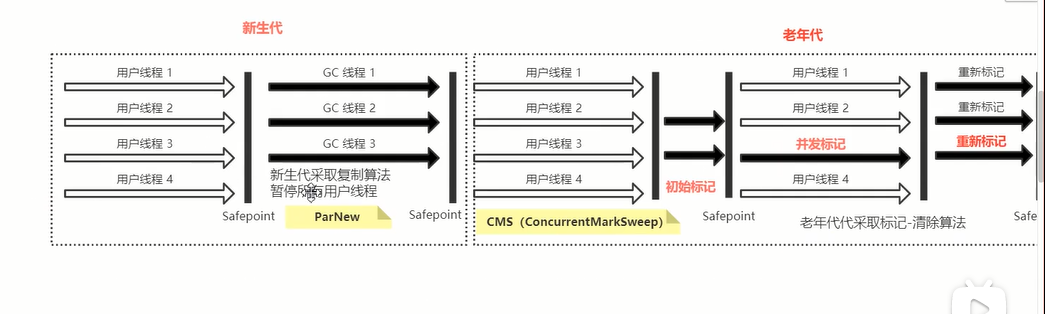 新生代
老年代
用户线程 1
用户线程 2
用户线程 3
用户线程 4
Safepoint
GC 线程 1
GC 线程 2
GC 线程 3
新生代采取复制算法
暂停所有用户线程
ParNew
Safepoint
用户线程 1
用户线程 2
用户线程 3
用户线程 4
CMS（ConcurrentMarkSweep）
初始标记
Safepoint
用户线程 1
用户线程 2
并发标记
用户线程 4
老年代代采取标记-清除算法
重新标记
重新标记
重新标记
Safe